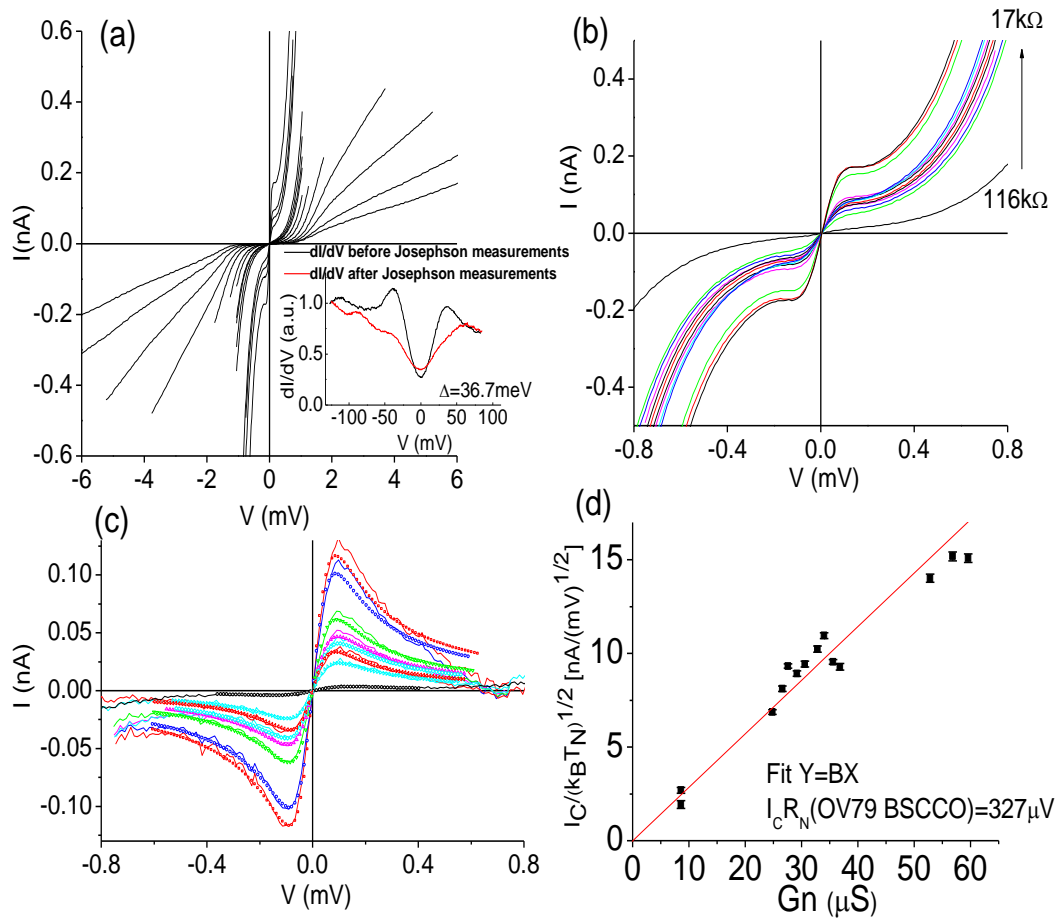 (a)
I(nA)
0.6
0.4
0.2
0.0
-0.2
-0.4
-0.6
-6
-4
-2
0
2
4
6
V (mV)
dI/dV before Josephson measurements
dI/dV after Josephson measurements
dI/dV (a.u.)
1.0
0.5
0.0
Δ=36.7meV
-100
-50
0
50
100
V (mV)
(b)
17kΩ
116kΩ
I (nA)
0.4
0.2
0.0
-0.2
-0.4
-0.8
-0.4
0.0
0.4
0.8
V (mV)
(c)
I (nA)
0.10
0.05
0.00
-0.05
-0.10
-0.8
-0.4
0.0
0.4
0.8
V (mV)
(d)
I_C/(k_BT_N)^1/2 [nA/(mV)^1/2]
15
10
5
0
Fit Y=BX
I_CR_N(OV79 BSCCO)=327μV
0
10
20
30
40
50
60
Gn (μS)